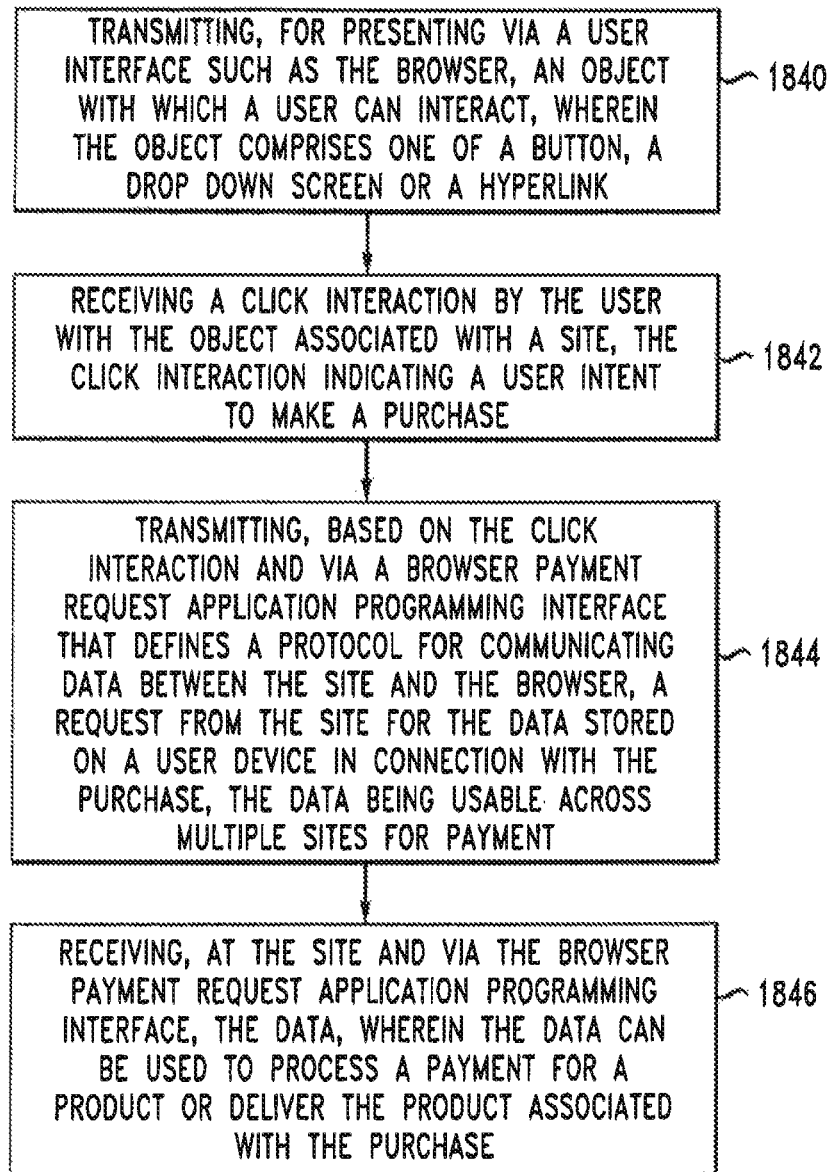 TRANSMITTING, FOR PRESENTING VIA A USER
INTERFACE SUCH AS THE BROWSER, AN OBJECT
WITH WHICH A USER CAN INTERACT, WHEREIN
THE OBJECT COMPRISES ONE OF A BUTTON, A
DROP DOWN SCREEN OR A HYPERLINK
1840
RECEIVING A CLICK INTERACTION BY THE USER
WITH THE OBJECT ASSOCIATED WITH A SITE, THE
CLICK INTERACTION INDICATING A USER INTENT
TO MAKE A PURCHASE
1842
TRANSMITTING, BASED ON THE CLICK
INTERACTION AND VIA A BROWSER PAYMENT
REQUEST APPLICATION PROGRAMMING INTERFACE
THAT DEFINES A PROTOCOL FOR COMMUNICATING
DATA BETWEEN THE SITE AND THE BROWSER, A
REQUEST FROM THE SITE FOR THE DATA STORED
ON A USER DEVICE IN CONNECTION WITH THE
PURCHASE, THE DATA BEING USABLE ACROSS
MULTIPLE SITES FOR PAYMENT
1844
RECEIVING, AT THE SITE AND VIA THE BROWSER
PAYMENT REQUEST APPLICATION PROGRAMMING
INTERFACE, THE DATA, WHEREIN THE DATA CAN
BE USED TO PROCESS A PAYMENT FOR A
PRODUCT OR DELIVER THE PRODUCT ASSOCIATED
WITH THE PURCHASE
1846